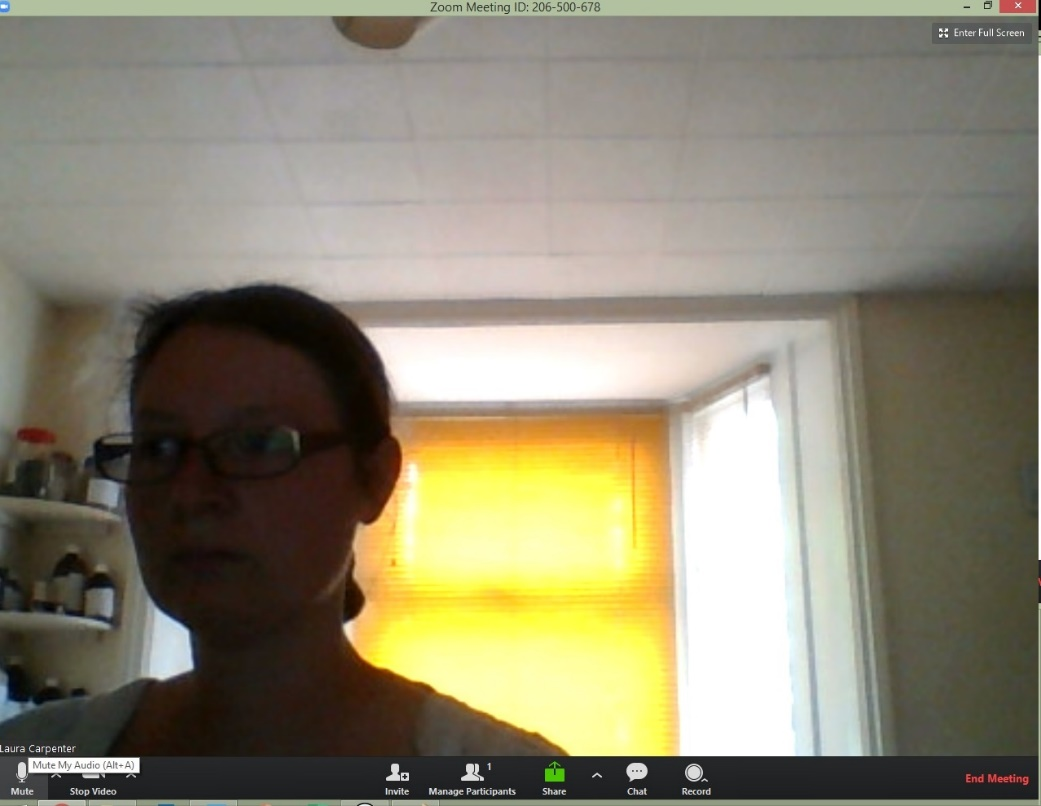 Zoom Meeting ID: 206-500-678
Enter Full Screen
Laura Carpenter
Mute My Audio (Alt+A)
1
Mute
Stop Video
Invite
Manage Participants
Share
Chat
Record
End Meeting